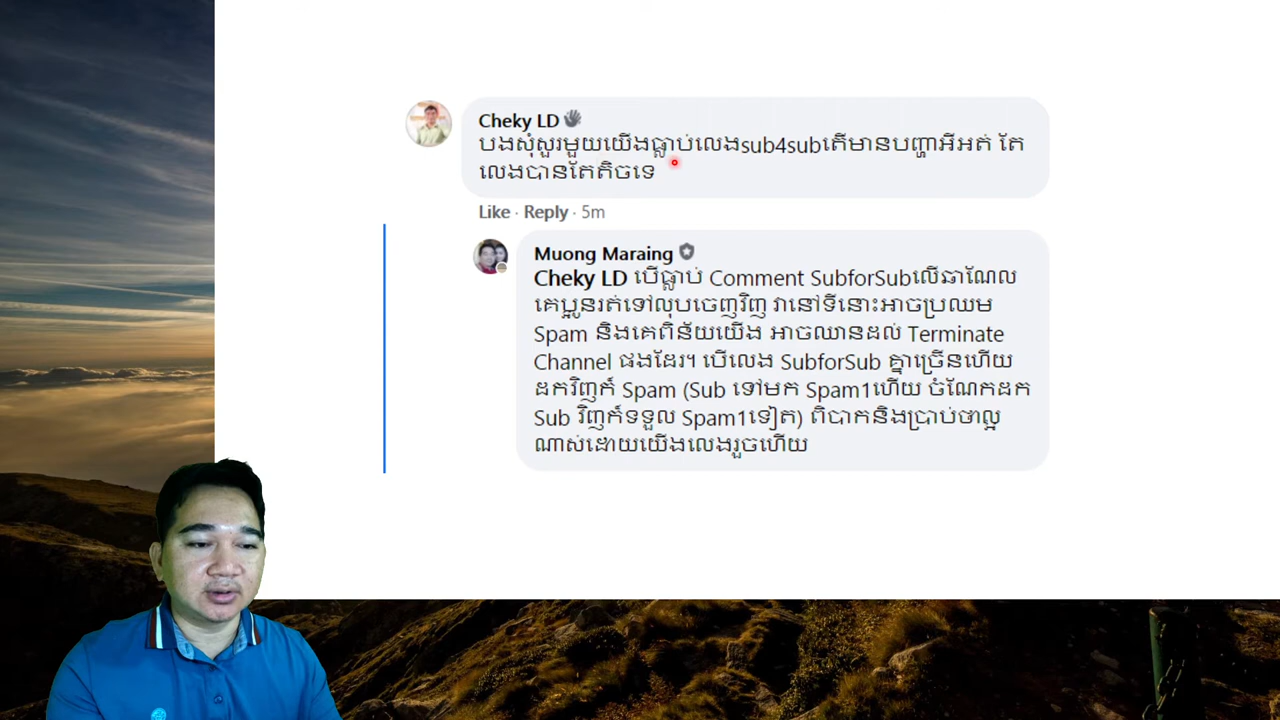 Cheky LD
បងសុំសួរមួយយើងធ្លាប់លេងsub4subតើមានបញ្ហាអីអត់ តែ
លេងបានតែតិចទេ
Like · Reply · 5m
Muong Maraing
Cheky LD បើធ្លាប់ Comment SubforSubលើឆាណែល
គេប្អូនរត់ទៅលុបចេញវិញ វានៅទីនោះអាចប្រឈម
Spam និងគេពិន័យយើង អាចឈានដល់ Terminate
Channel ផងដែរ។ បើលេង SubforSub គ្នាច្រើនហើយ
ដកវិញក៏ Spam (Sub ទៅមក Spam1ហើយ ចំណែកដក
Sub វិញក៏ទទួល Spam1ទៀត) ពិបាកនិងប្រាប់ថាល្អ
ណាស់ដោយយើងលេងរួចហើយ